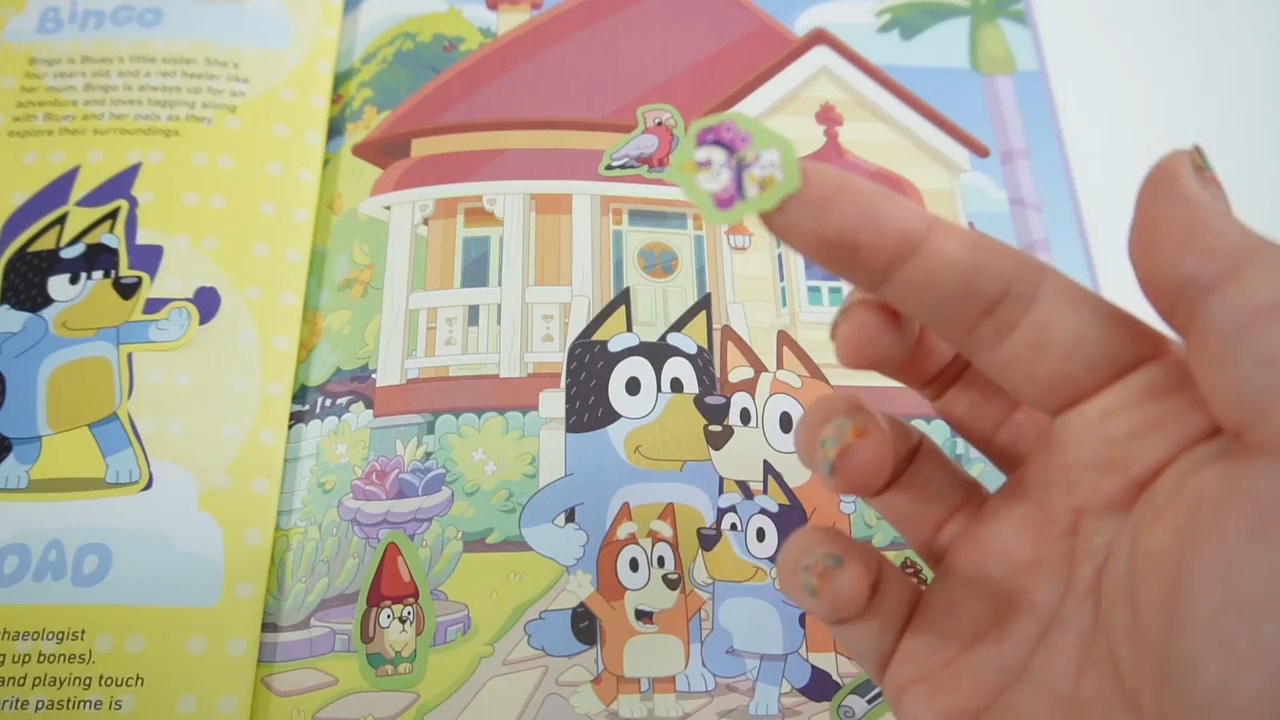 Bingo
Bingo is Bluey's little sister. She's
four years old, and a red heeler like
her mum. Bingo is always up for an
adventure and loves tagging along
with Bluey and her pals as they
explore their surroundings.
DAD
haeologist
g up bones).
and playing touch
rite pastime is